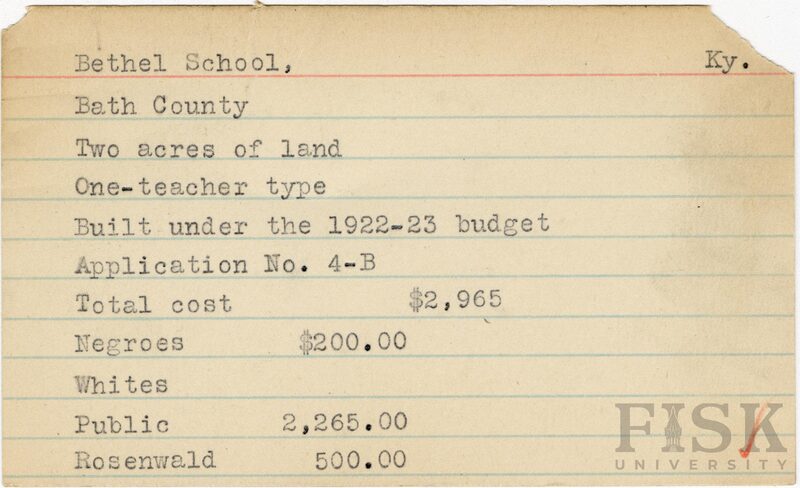 Bethel School, Ky.
Bath County
Two acres of land
One-teacher type
Built under the 1922-23 budget
Application No. 4-B
Total cost $2,965
Negroes $200.00
Whites
Public 2,265.00
Rosenwald 500.00
FISK
UNIVERSITY